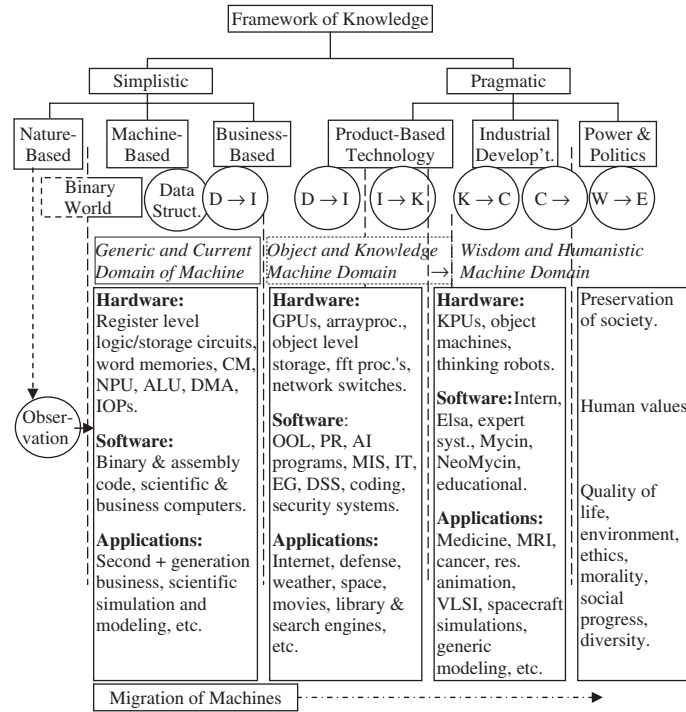 Framework of Knowledge
Simplistic
Pragmatic
Nature-
Based
Machine-
Based
Business-
Based
Product-Based
Technology
Industrial
Develop't.
Power &
Politics
Binary
World
Data
Struct.
D → I
D → I
I → K
K → C
C →
W → E
Generic and Current
Domain of Machine
Object and Knowledge
Machine Domain →
Wisdom and Humanistic
Machine Domain
Obser-
vation
Hardware:
Register level
logic/storage circuits,
word memories, CM,
NPU, ALU, DMA,
IOPs.
Software:
Binary & assembly
code, scientific &
business computers.
Applications:
Second + generation
business, scientific
simulation and
modeling, etc.
Hardware:
GPUs, arrayproc.,
object level
storage, fft proc.'s,
network switches.
Software:
OOL, PR, AI
programs, MIS, IT,
EG, DSS, coding,
security systems.
Applications:
Internet, defense,
weather, space,
movies, library &
search engines,
etc.
Hardware:
KPUs, object
machines,
thinking robots.
Software:Intern,
Elsa, expert
syst., Mycin,
NeoMycin,
educational.
Applications:
Medicine, MRI,
cancer, res.
animation,
VLSI, spacecraft
simulations,
generic
modeling, etc.
Preservation
of society.
Human values
Quality of
life,
environment,
ethics,
morality,
social
progress,
diversity.
Migration of Machines